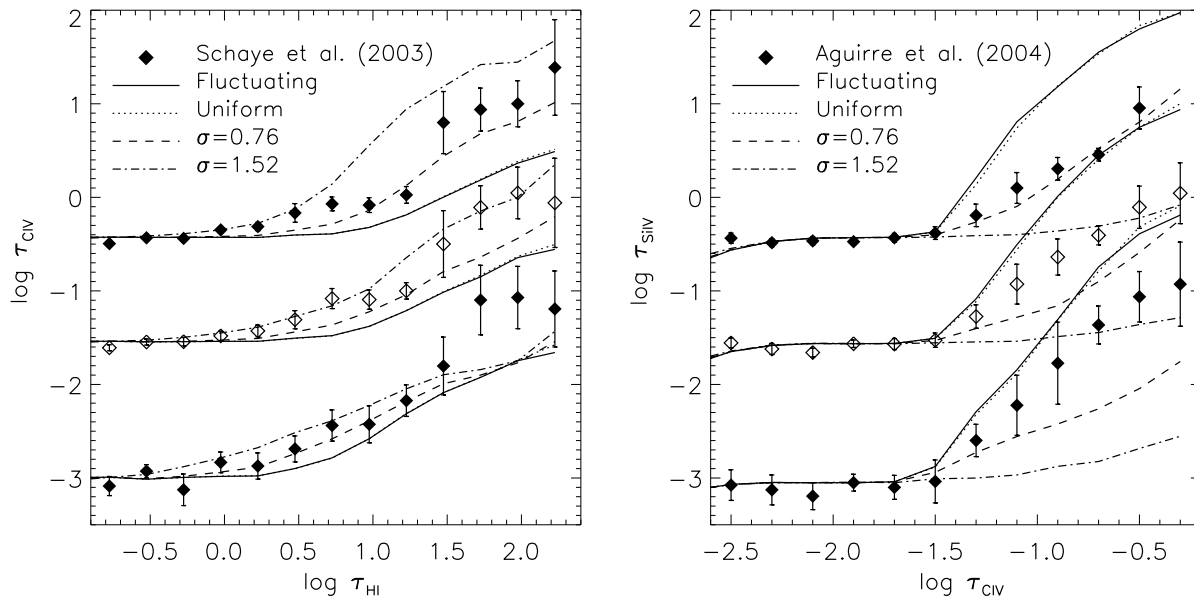 Schaye et al. (2003)
Fluctuating
Uniform
σ=0.76
σ=1.52
2
1
0
−1
−2
−3
log τCIV
−0.5 0.0 0.5 1.0 1.5 2.0
log τHI
Aguirre et al. (2004)
Fluctuating
Uniform
σ=0.76
σ=1.52
2
1
0
−1
−2
−3
log τSiIV
−2.5 −2.0 −1.5 −1.0 −0.5
log τCIV